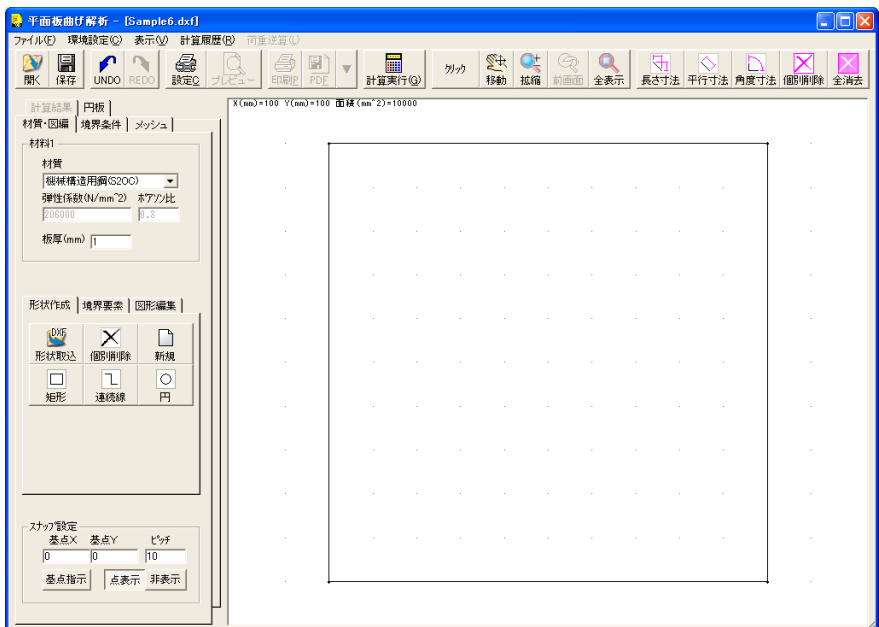 平面板曲げ解析 - [Sample6.dxf]
ファイル(F) 環境設定(C) 表示(V) 計算履歴(R) 荷重逆算(L)
開く 保存 UNDO REDO 設定C プレビュー 印刷P PDF 計算実行(G) クリック 移動 拡縮 前画面 全表示 長さ寸法 平行寸法 角度寸法 個別削除 全消去
計算結果 円板
材質・図編 境界条件 メッシュ
X(mm)=100 Y(mm)=100 面積(mm^2)=10000
材料1
材質
機械構造用鋼(S20C)
弾性係数(N/mm^2) ホアソン比
206000 0.3
板厚(mm) 1
形状作成 境界要素 図形編集
DXF
形状取込 個別削除 新規
矩形 連続線 円
スナップ設定
基点X 基点Y ピッチ
0 0 10
基点指示 点表示 非表示